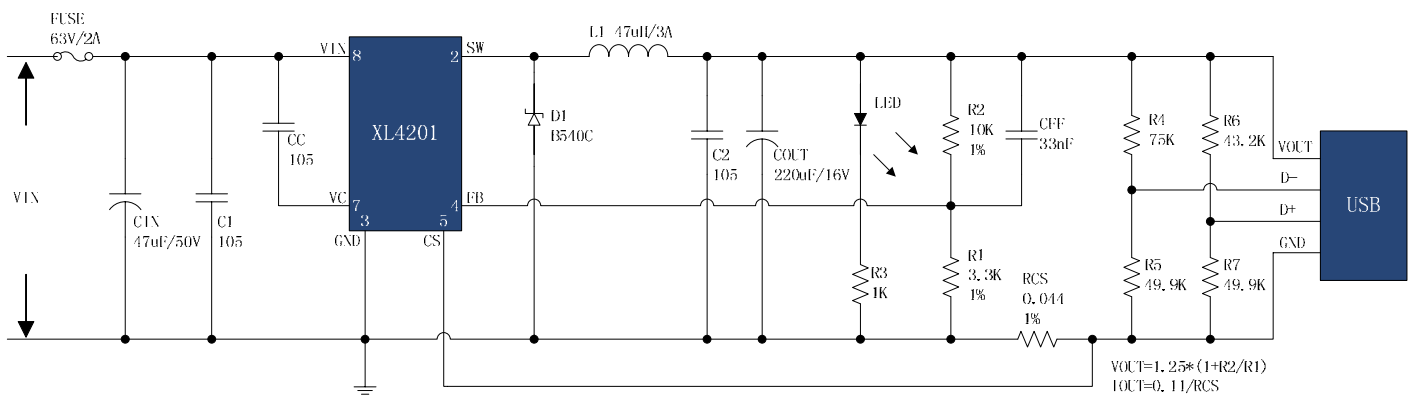 FUSE
63V/2A
VIN
CIN
47uF/50V
C1
105
CC
105
VIN
8
SW
2
XL4201
VC
7
3
GND
5
CS
4
FB
L1 47uH/3A
D1
B540C
C2
105
COUT
220uF/16V
LED
R3
1K
R2
10K
1%
CFF
33nF
R1
3.3K
1%
RCS
0.044
1%
R4
75K
R5
49.9K
R6
43.2K
R7
49.9K
VOUT
D-
D+
GND
USB
VOUT=1.25*(1+R2/R1)
IOUT=0.11/RCS